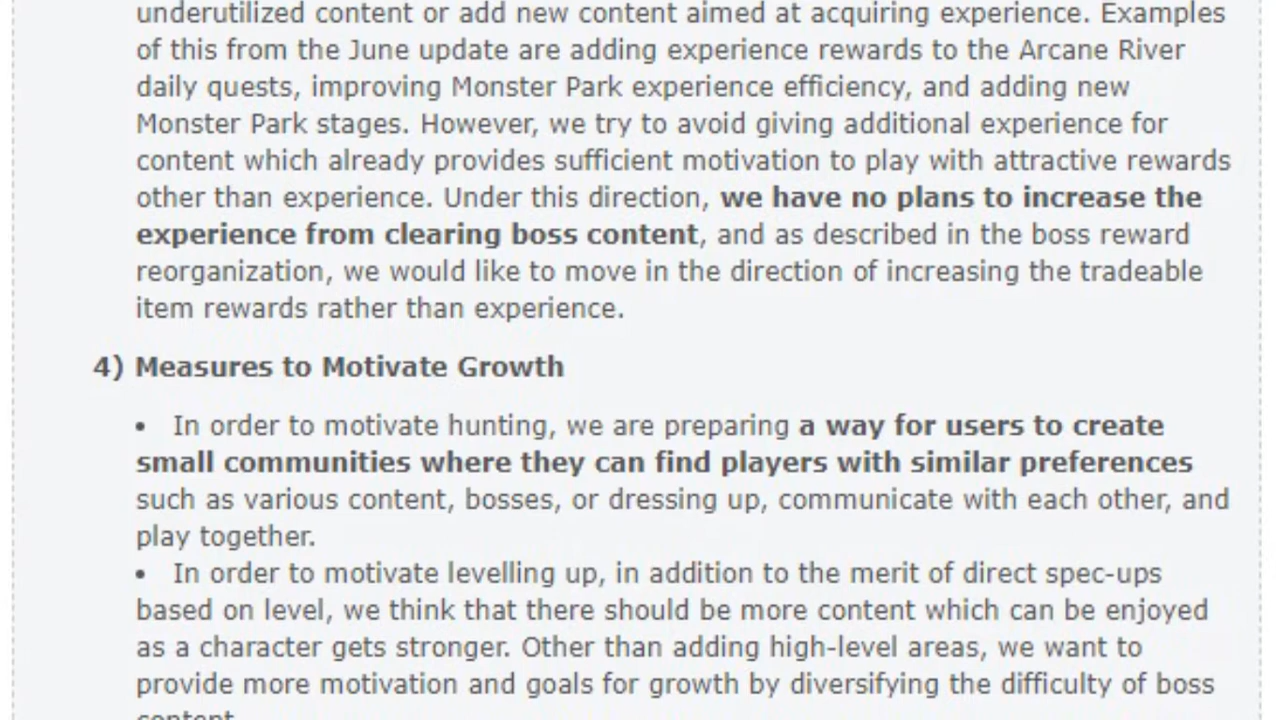 underutilized content or add new content aimed at acquiring experience. Examples
of this from the June update are adding experience rewards to the Arcane River
daily quests, improving Monster Park experience efficiency, and adding new
Monster Park stages. However, we try to avoid giving additional experience for
content which already provides sufficient motivation to play with attractive rewards
other than experience. Under this direction, we have no plans to increase the
experience from clearing boss content, and as described in the boss reward
reorganization, we would like to move in the direction of increasing the tradeable
item rewards rather than experience.
4) Measures to Motivate Growth
• In order to motivate hunting, we are preparing a way for users to create
small communities where they can find players with similar preferences
such as various content, bosses, or dressing up, communicate with each other, and
play together.
• In order to motivate levelling up, in addition to the merit of direct spec-ups
based on level, we think that there should be more content which can be enjoyed
as a character gets stronger. Other than adding high-level areas, we want to
provide more motivation and goals for growth by diversifying the difficulty of boss
content.